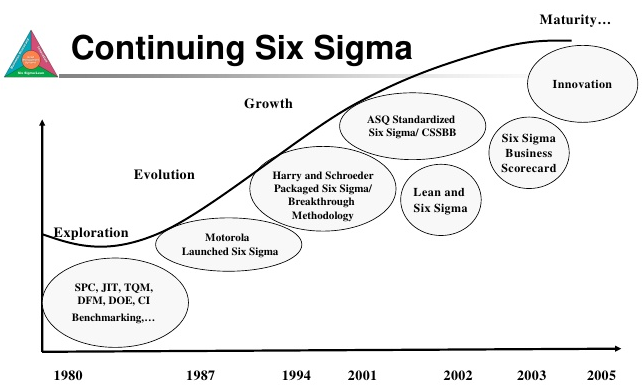 Maturity…
Continuing Six Sigma
Growth
Innovation
ASQ Standardized
Six Sigma/ CSSBB
Six Sigma
Business
Scorecard
Evolution
Harry and Schroeder
Packaged Six Sigma/
Breakthrough
Methodology
Lean and
Six Sigma
Exploration
Motorola
Launched Six Sigma
SPC, JIT, TQM,
DFM, DOE, CI
Benchmarking,…
1980 1987 1994 2001 2002 2003 2005